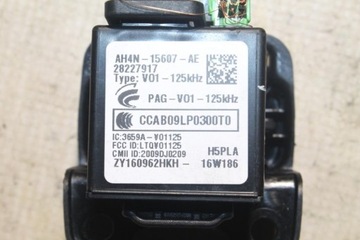 AH4N-15607-AE
28227917
Type: V01-125kHz
PAG-V01-125kHz
CCAB09LP0300T0
IC:3659A-V01125
FCC ID:LTQV01125
CMII ID:2009DJ0209
H5PLA
ZY160962HKH- 16W186